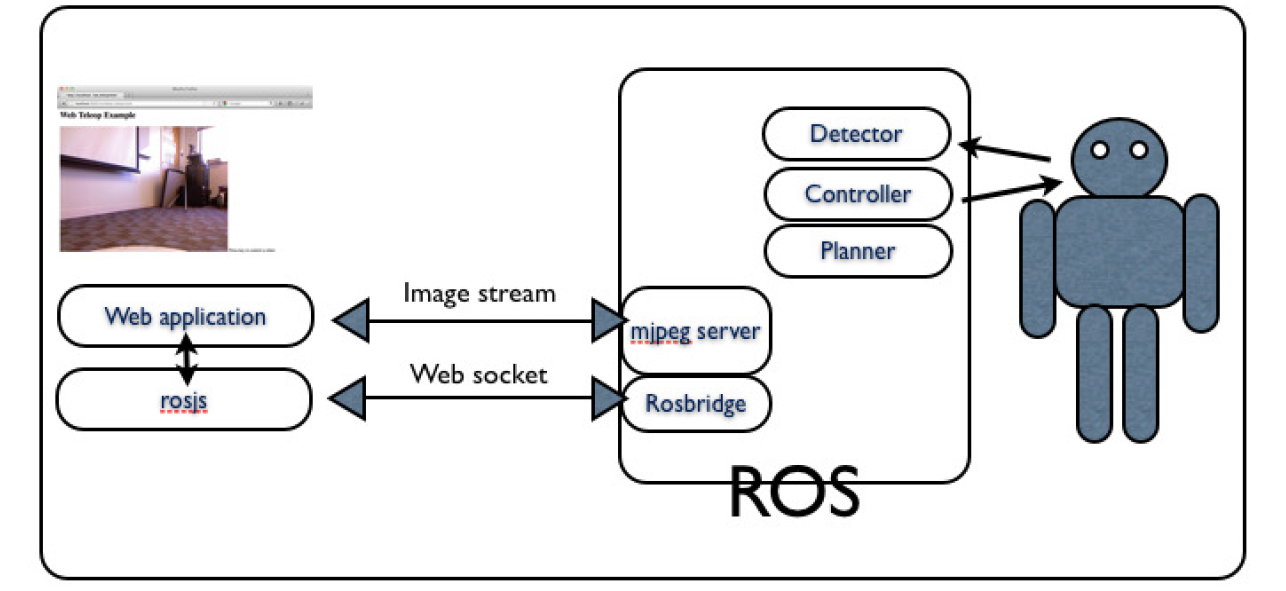 Web Teleop Example
Detector
Controller
Planner
Image stream
Web application
mjpeg server
Web socket
rosjs
Rosbridge
ROS